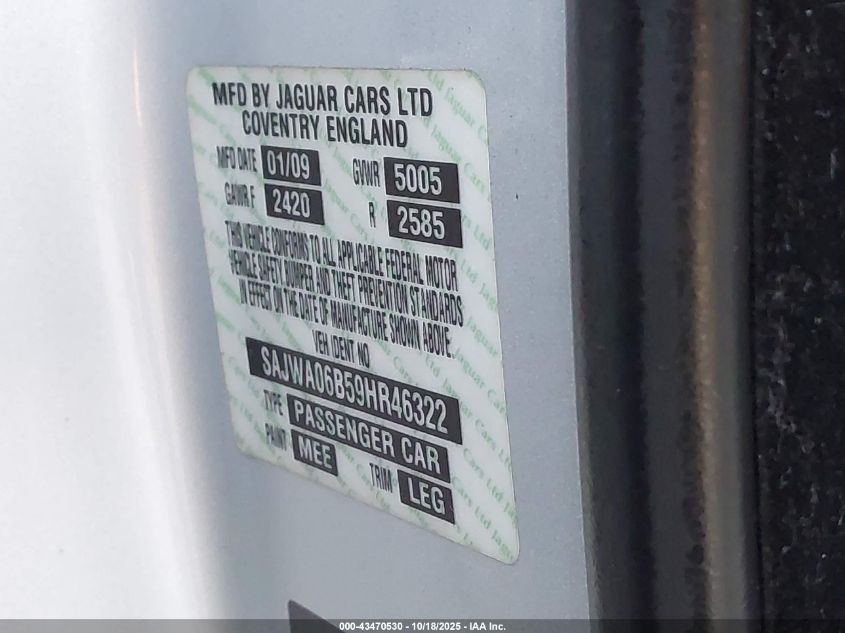 MFD BY JAGUAR CARS LTD
COVENTRY ENGLAND
MFD DATE 01/09 GVWR 5005
GAWR F 2420 R 2585
THIS VEHICLE CONFORMS TO ALL APPLICABLE FEDERAL MOTOR
VEHICLE SAFETY BUMPER AND THEFT PREVENTION STANDARDS
IN EFFECT ON THE DATE OF MANUFACTURE SHOWN ABOVE.
VEH IDENT NO
SAJWA06B59HR46322
TYPE PASSENGER CAR
PAINT MEE TRIM LEG
000-43470530 - 10/18/2025 - IAA Inc.